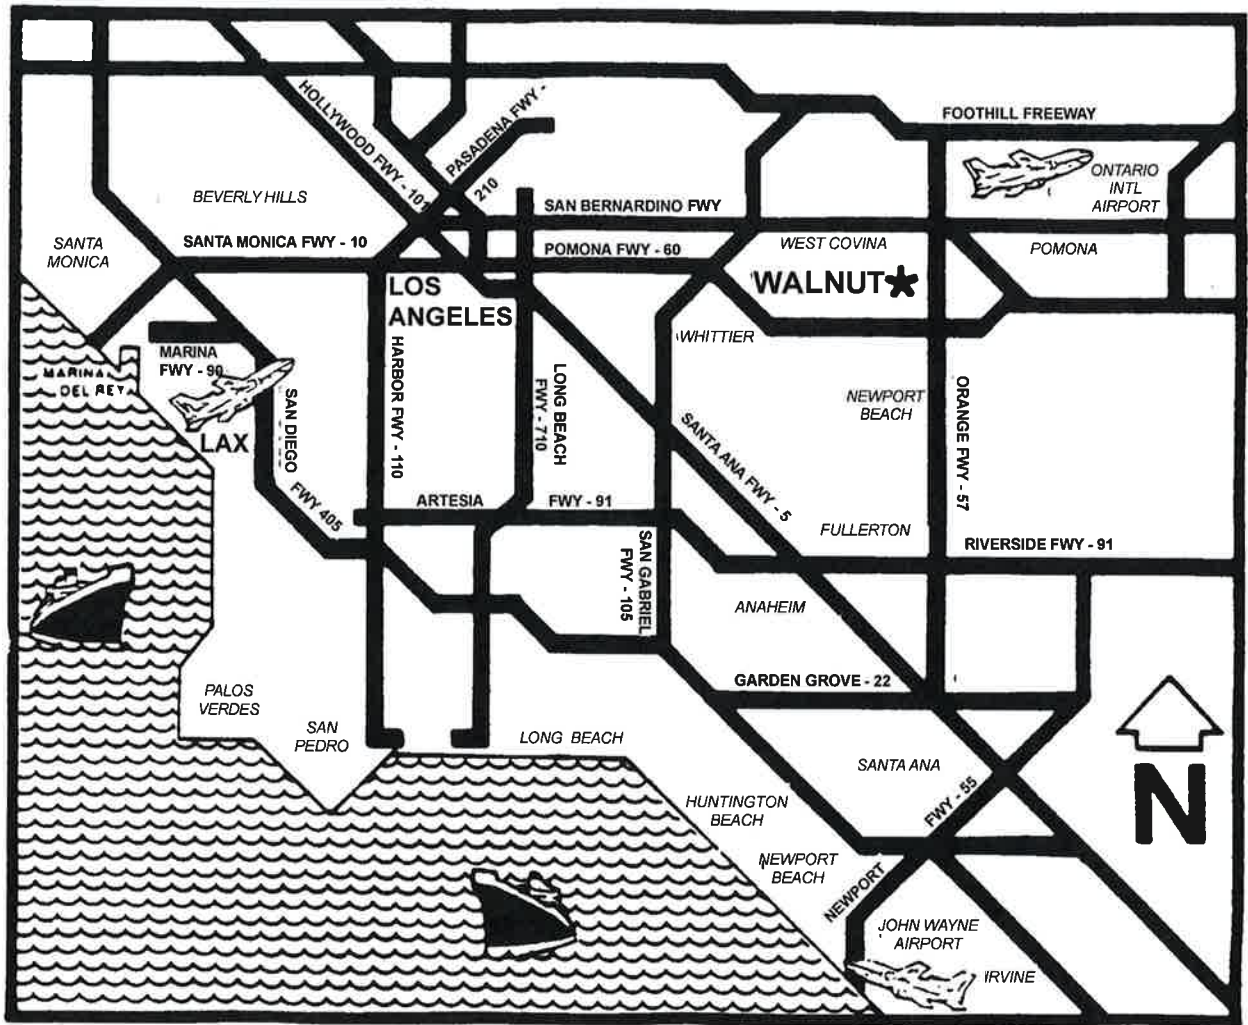 FOOTHILL FREEWAY
HOLLYWOOD FWY - 101
PASADENA FWY -
210
ONTARIO
INTL
AIRPORT
BEVERLY HILLS
SAN BERNARDINO FWY
SANTA
MONICA
SANTA MONICA FWY - 10
POMONA FWY - 60
WEST COVINA
POMONA
WALNUT
LOS
ANGELES
WHITTIER
MARINA
FWY - 90
MARINA
DEL REY
HARBOR FWY - 110
LONG BEACH
FWY - 710
SAN DIEGO
FWY 405
LAX
NEWPORT
BEACH
ORANGE FWY - 57
SANTA ANA FWY - 5
ARTESIA
FWY - 91
FULLERTON
RIVERSIDE FWY - 91
SAN GABRIEL
FWY - 105
ANAHEIM
GARDEN GROVE - 22
PALOS
VERDES
SAN
PEDRO
LONG BEACH
SANTA ANA
HUNTINGTON
BEACH
FWY - 55
NEWPORT
BEACH
NEWPORT
JOHN WAYNE
AIRPORT
IRVINE
N